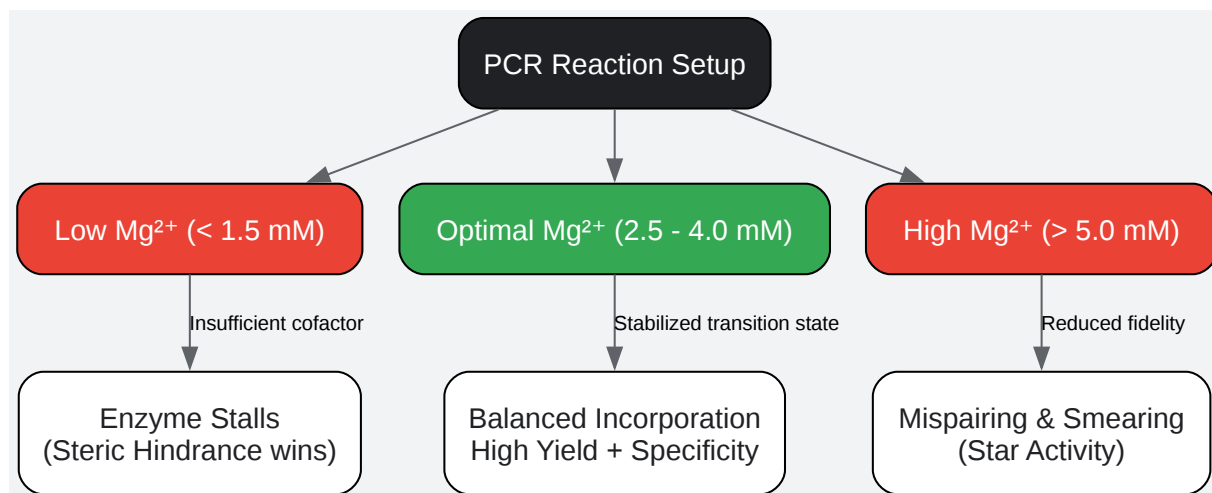 PCR Reaction Setup
Low Mg²⁺ (< 1.5 mM)
Optimal Mg²⁺ (2.5 - 4.0 mM)
High Mg²⁺ (> 5.0 mM)
Insufficient cofactor
Stabilized transition state
Reduced fidelity
Enzyme Stalls
(Steric Hindrance wins)
Balanced Incorporation
High Yield + Specificity
Mispairing & Smearing
(Star Activity)